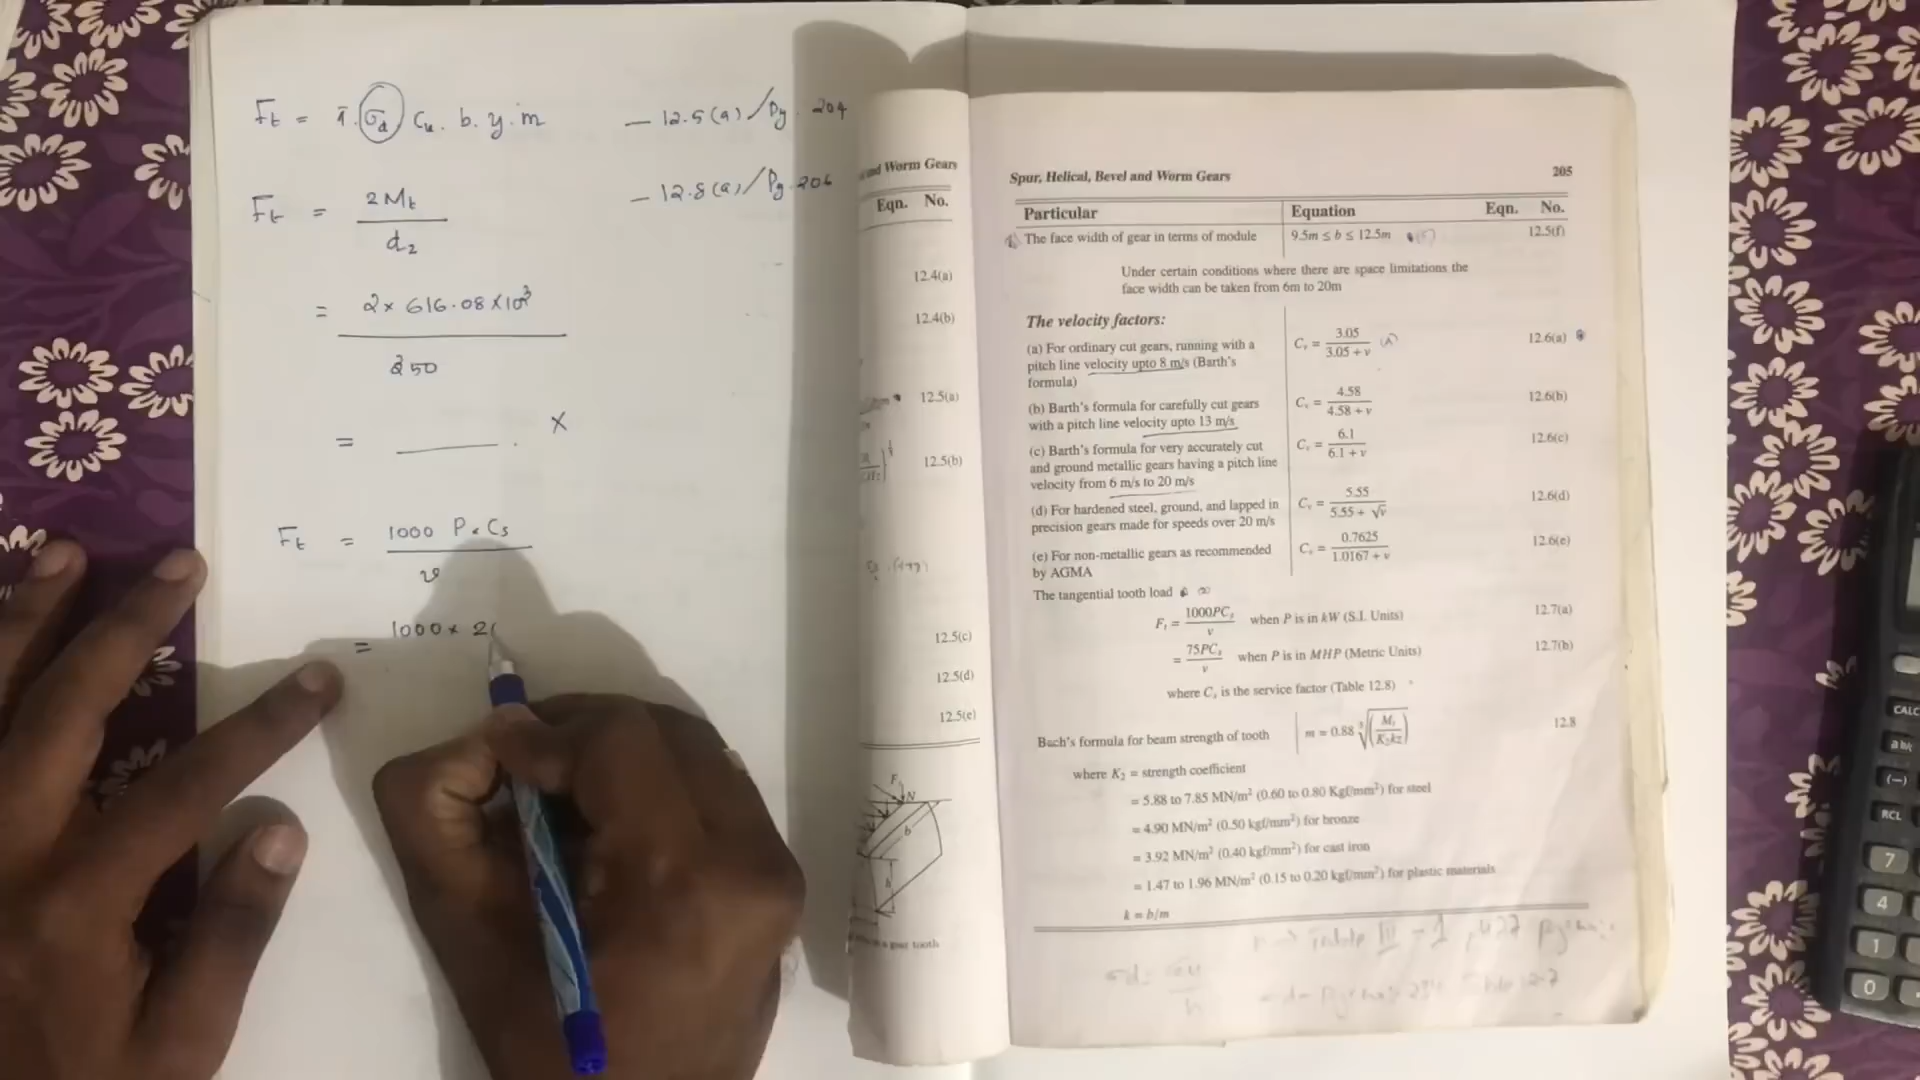 Ft = π. σd Cv. b. y. m — 12.5(a)/Pg. 204
Ft = 2Mt / d2 — 12.8(a)/Pg. 206
= 2 × 616.08 × 10³ / 250
= ———. X
Ft = 1000 P. Cs / v
= 1000 × 2
and Worm Gears
Eqn. No.
12.4(a)
12.4(b)
12.5(a)
12.5(b)
12.5(c)
12.5(d)
12.5(e)
F
N
b
h
gear tooth
Spur, Helical, Bevel and Worm Gears 205
Particular Equation Eqn. No.
The face width of gear in terms of module 9.5m ≤ b ≤ 12.5m 12.5(f)
Under certain conditions where there are space limitations the
face width can be taken from 6m to 20m
The velocity factors:
(a) For ordinary cut gears, running with a
pitch line velocity upto 8 m/s (Barth's
formula)
Cv = 3.05 / 3.05 + v (A) 12.6(a)
(b) Barth's formula for carefully cut gears
with a pitch line velocity upto 13 m/s
Cv = 4.58 / 4.58 + v 12.6(b)
(c) Barth's formula for very accurately cut
and ground metallic gears having a pitch line
velocity from 6 m/s to 20 m/s
Cv = 6.1 / 6.1 + v 12.6(c)
(d) For hardened steel, ground, and lapped in
precision gears made for speeds over 20 m/s
Cv = 5.55 / 5.55 + √v 12.6(d)
(e) For non-metallic gears as recommended
by AGMA
Cv = 0.7625 / 1.0167 + v 12.6(e)
The tangential tooth load
Ft = 1000PCs / v when P is in kW (S.I. Units) 12.7(a)
= 75PCs / v when P is in MHP (Metric Units) 12.7(b)
where Cs is the service factor (Table 12.8)
Bach's formula for beam strength of tooth m = 0.88 ∛(Mt / K2kz) 12.8
where K2 = strength coefficient
= 5.88 to 7.85 MN/m² (0.60 to 0.80 Kgf/mm²) for steel
= 4.90 MN/m² (0.50 kgf/mm²) for bronze
= 3.92 MN/m² (0.40 kgf/mm²) for cast iron
= 1.47 to 1.96 MN/m² (0.15 to 0.20 kgf/mm²) for plastic materials
k = b/m
CALC
(−)
RCL
7
4
1
0